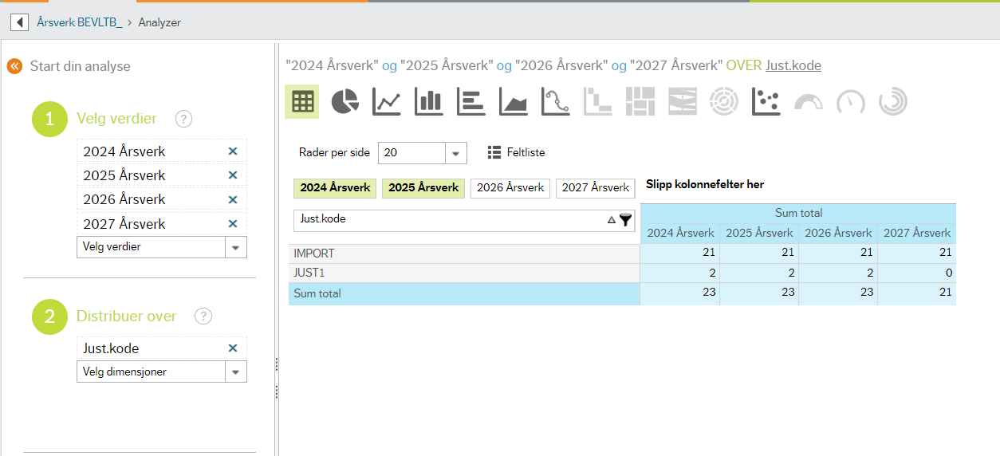 Årsverk BEVLTB_ › Analyzer
Start din analyse
1 Velg verdier ?
2024 Årsverk
2025 Årsverk
2026 Årsverk
2027 Årsverk
Velg verdier
2 Distribuer over ?
Just.kode
Velg dimensjoner
"2024 Årsverk" og "2025 Årsverk" og "2026 Årsverk" og "2027 Årsverk" OVER Just.kode
Rader per side 20 Feltliste
2024 Årsverk 2025 Årsverk 2026 Årsverk 2027 Årsverk Slipp kolonnefelter her
Just.kode Sum total
2024 Årsverk 2025 Årsverk 2026 Årsverk 2027 Årsverk
IMPORT 21 21 21 21
JUST1 2 2 2 0
Sum total 23 23 23 21